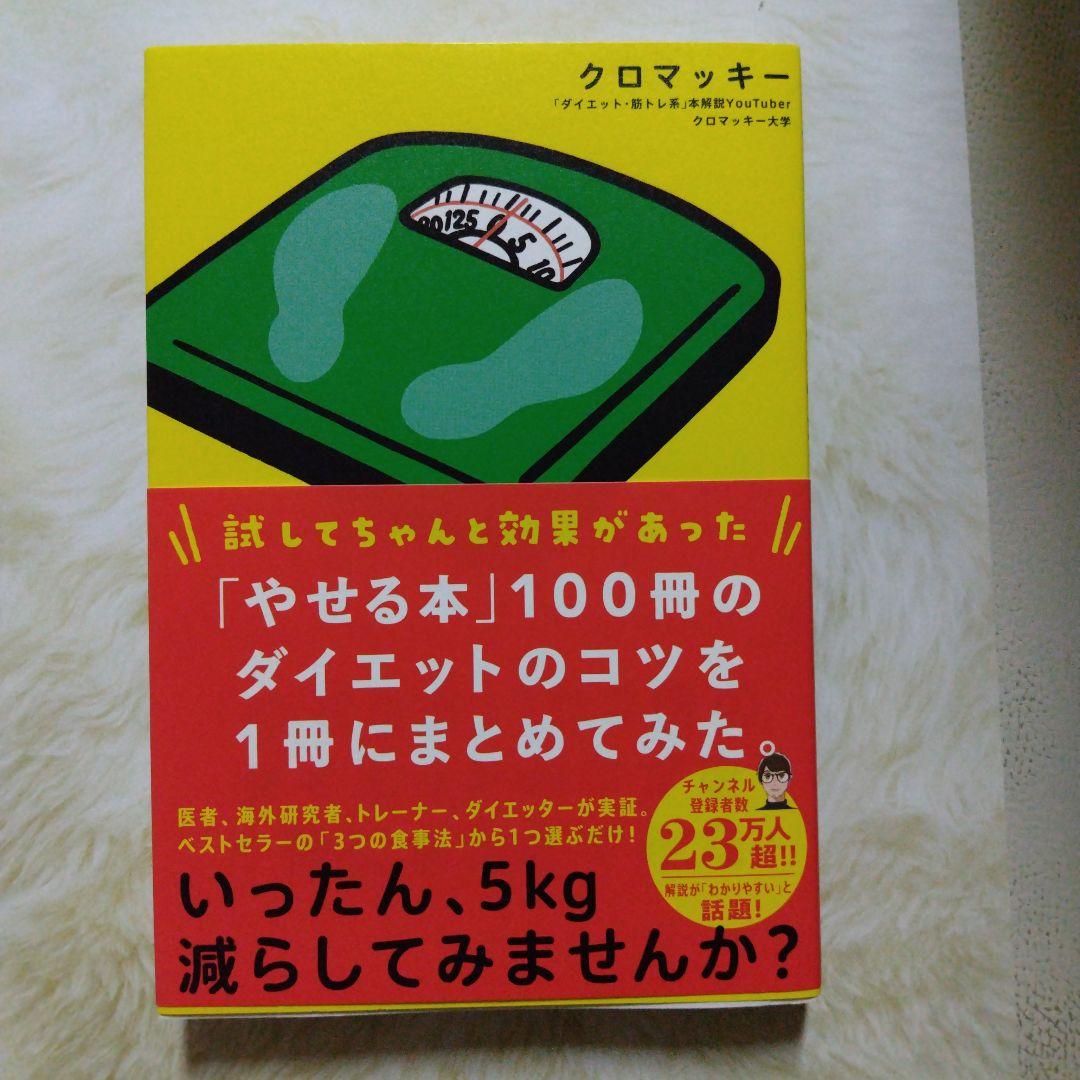 クロマッキー
「ダイエット・筋トレ系」本解説YouTuber
クロマッキー大学
125 0 5 10
試してちゃんと効果があった
「やせる本」100冊の
ダイエットのコツを
1冊にまとめてみた。
医者、海外研究者、トレーナー、ダイエッターが実証。
ベストセラーの「3つの食事法」から1つ選ぶだけ!
いったん、5kg
減らしてみませんか?
チャンネル
登録者数
23万人
超!!
解説が「わかりやすい」と
話題!